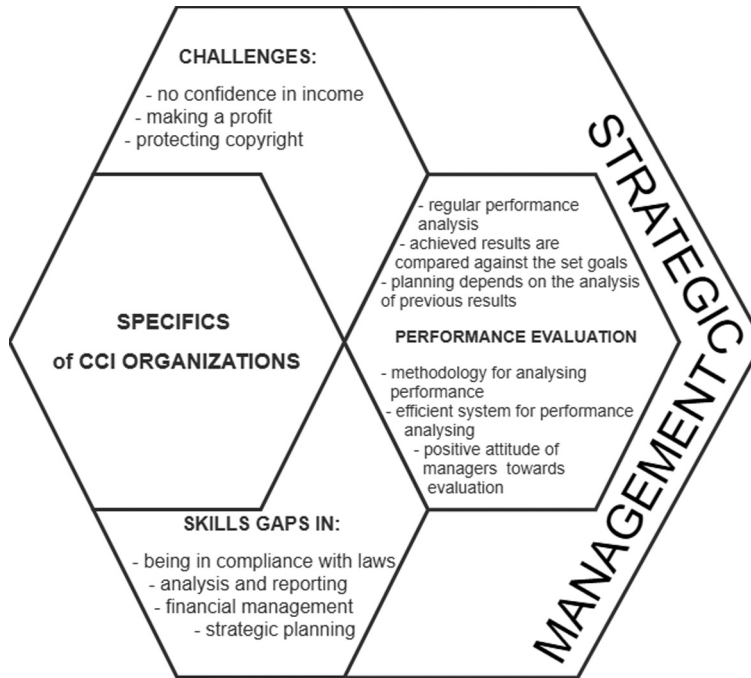 CHALLENGES:
- no confidence in income
- making a profit
- protecting copyright
SPECIFICS
of CCI ORGANIZATIONS
SKILLS GAPS IN:
- being in compliance with laws
- analysis and reporting
- financial management
- strategic planning
- regular performance
analysis
- achieved results are
compared against the set goals
- planning depends on the analysis
of previous results
PERFORMANCE EVALUATION
- methodology for analysing
performance
- efficient system for performance
analysing
- positive attitude of
managers towards
evaluation
STRATEGIC
MANAGEMENT